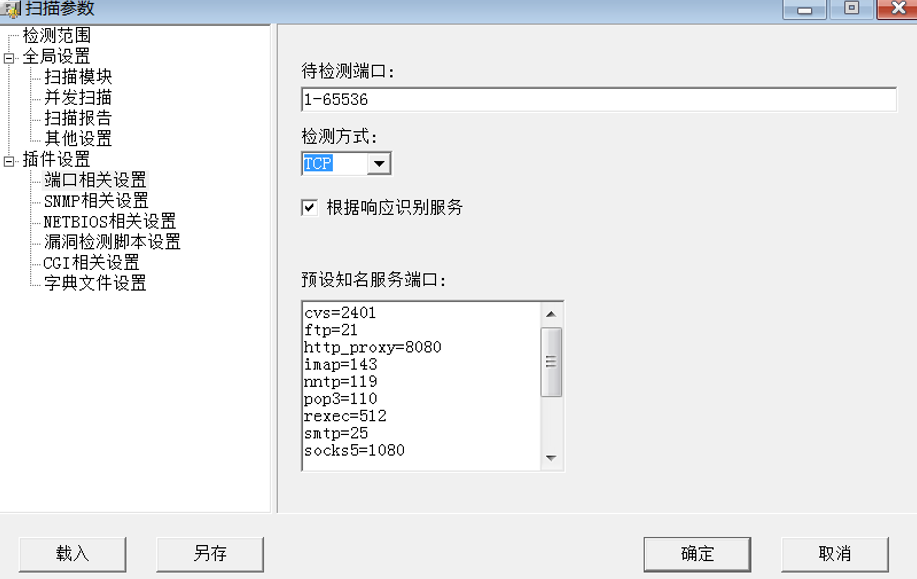 扫描参数
检测范围
全局设置
扫描模块
并发扫描
扫描报告
其他设置
插件设置
端口相关设置
SNMP相关设置
NETBIOS相关设置
漏洞检测脚本设置
CGI相关设置
字典文件设置
待检测端口:
1-65536
检测方式:
TCP
根据响应识别服务
预设知名服务端口:
cvs=2401
ftp=21
http_proxy=8080
imap=143
nntp=119
pop3=110
rexec=512
smtp=25
socks5=1080
载入
另存
确定
取消